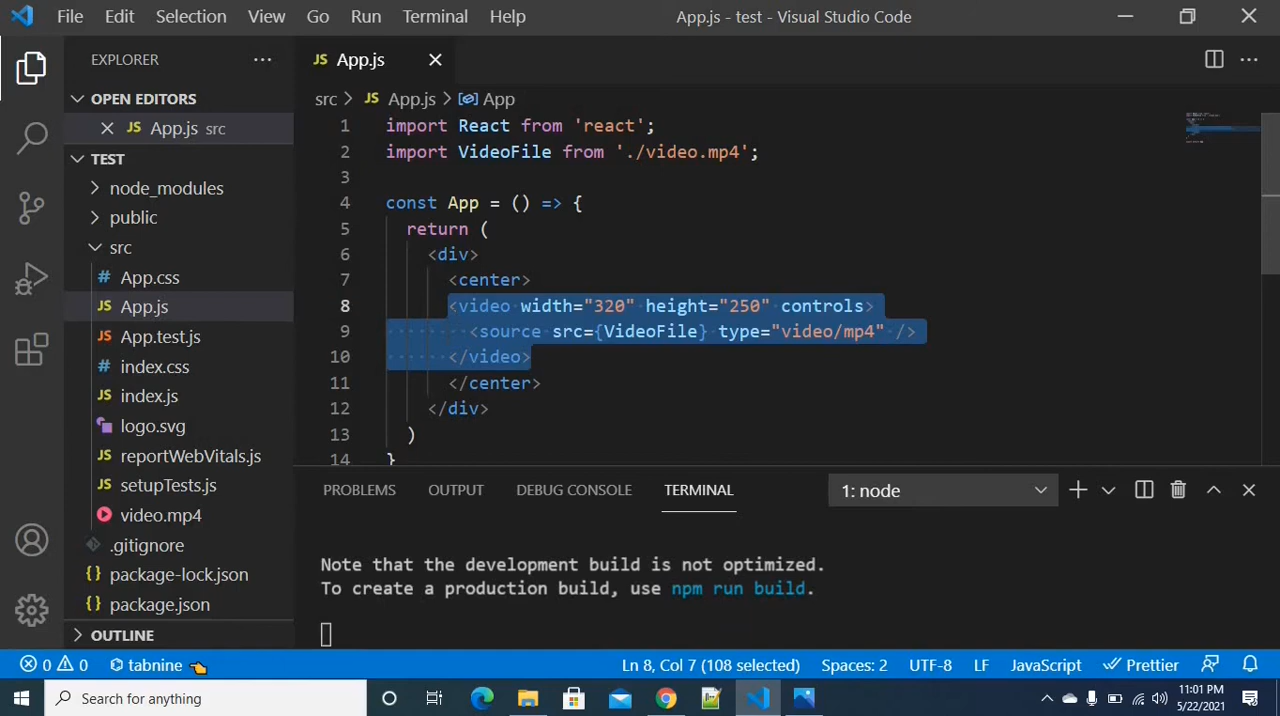 File Edit Selection View Go Run Terminal Help App.js - test - Visual Studio Code
EXPLORER
OPEN EDITORS
JS App.js src
TEST
node_modules
public
src
# App.css
JS App.js
JS App.test.js
# index.css
JS index.js
logo.svg
JS reportWebVitals.js
JS setupTests.js
video.mp4
.gitignore
{} package-lock.json
{} package.json
OUTLINE
JS App.js
src > JS App.js > App
1 import React from 'react';
2 import VideoFile from './video.mp4';
3
4 const App = () => {
5 return (
6 <div>
7 <center>
8 <video width="320" height="250" controls>
9 <source src={VideoFile} type="video/mp4" />
10 </video>
11 </center>
12 </div>
13 )
14 }
PROBLEMS OUTPUT DEBUG CONSOLE TERMINAL 1: node
Note that the development build is not optimized.
To create a production build, use npm run build.
0 0 tabnine Ln 8, Col 7 (108 selected) Spaces: 2 UTF-8 LF JavaScript Prettier
Search for anything
11:01 PM
5/22/2021